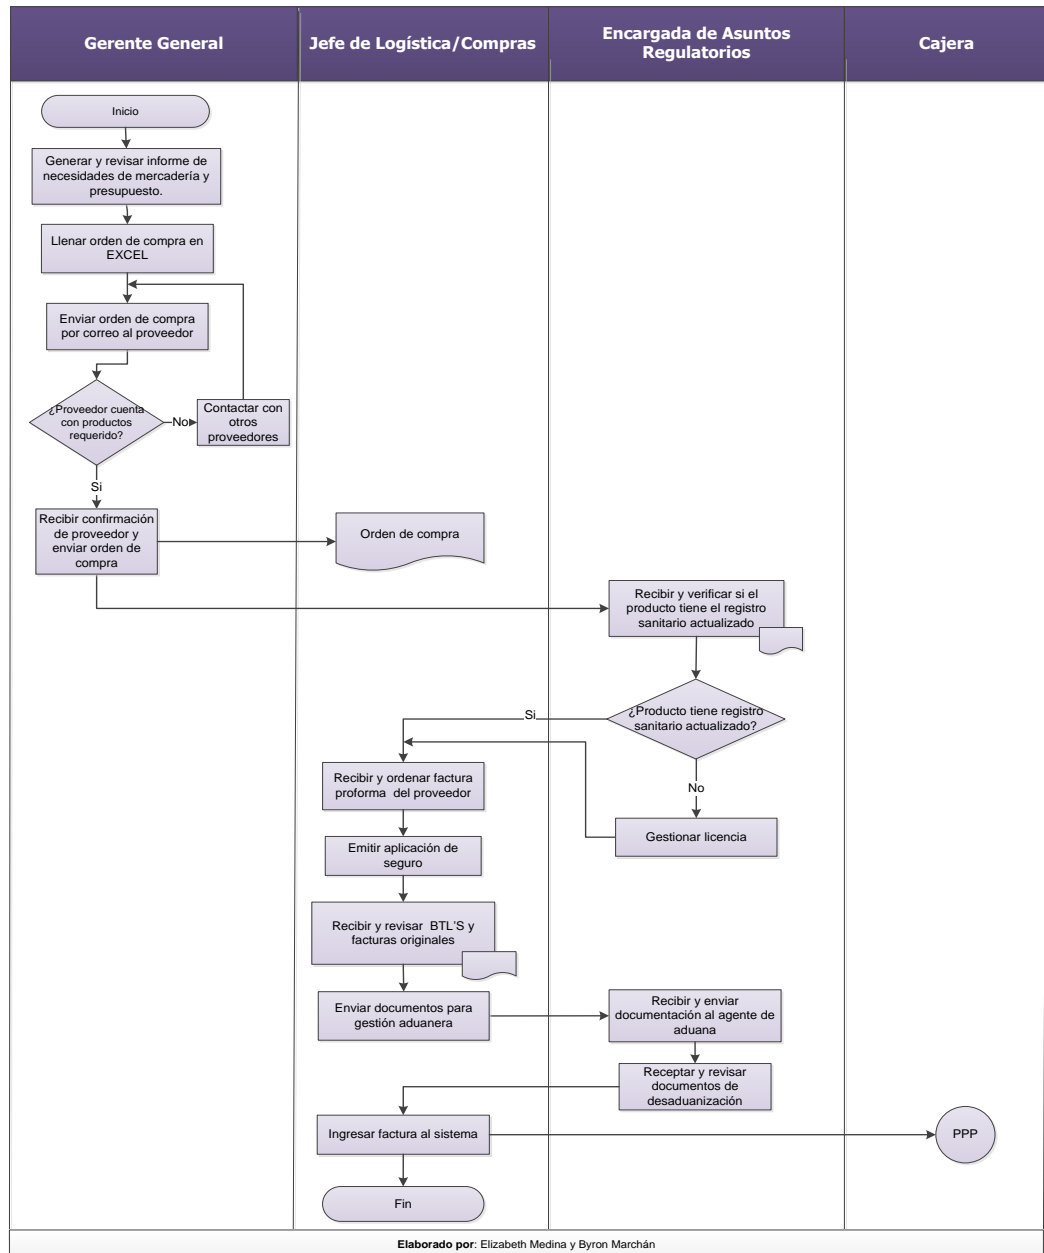 Gerente General
Jefe de Logística/Compras
Encargada de Asuntos
Regulatorios
Cajera
Inicio
Generar y revisar informe de
necesidades de mercadería y
presupuesto.
Llenar orden de compra en
EXCEL
Enviar orden de compra
por correo al proveedor
¿Proveedor cuenta
con productos
requerido?
No
Contactar con
otros
proveedores
Si
Recibir confirmación
de proveedor y
enviar orden de
compra
Orden de compra
Recibir y verificar si el
producto tiene el registro
sanitario actualizado
¿Producto tiene registro
sanitario actualizado?
Si
No
Gestionar licencia
Recibir y ordenar factura
proforma del proveedor
Emitir aplicación de
seguro
Recibir y revisar BTL'S y
facturas originales
Enviar documentos para
gestión aduanera
Recibir y enviar
documentación al agente de
aduana
Receptar y revisar
documentos de
desaduanización
Ingresar factura al sistema
PPP
Fin
Elaborado por: Elizabeth Medina y Byron Marchán